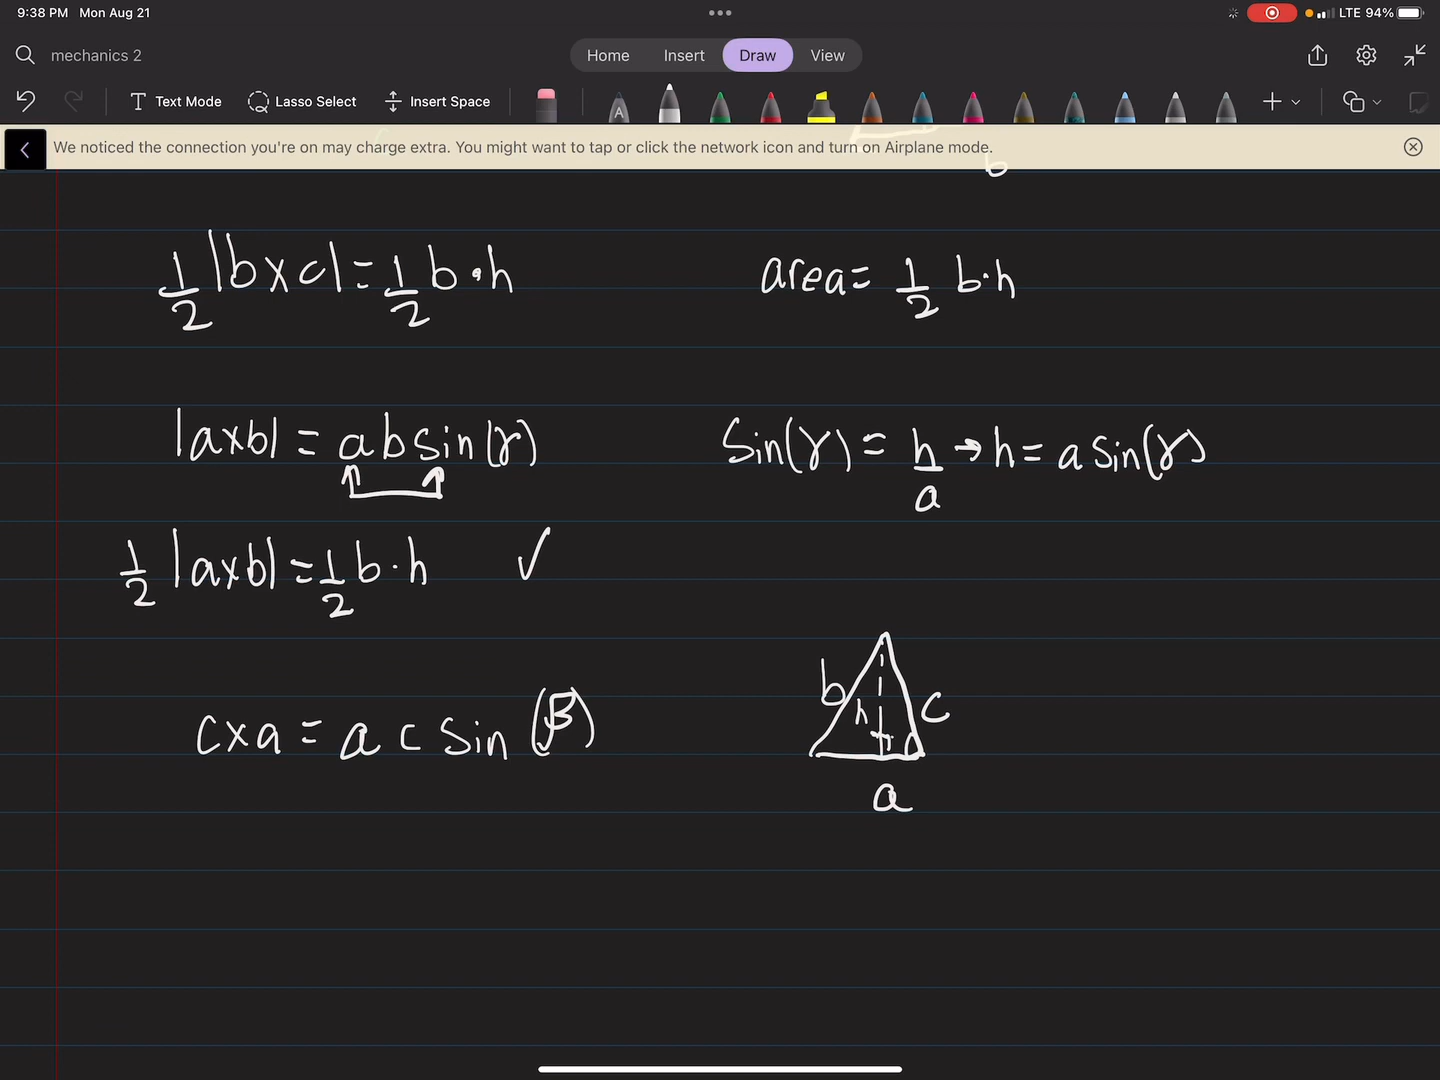 9:38 PM Mon Aug 21
LTE 94%
mechanics 2
Home Insert Draw View
Text Mode Lasso Select Insert Space
A
We noticed the connection you're on may charge extra. You might want to tap or click the network icon and turn on Airplane mode.
b
1/2 |b×c| = 1/2 b·h
area = 1/2 b·h
|a×b| = a b sin(γ)
Sin(γ) = h/a → h = a sin(γ)
1/2 |a×b| = 1/2 b·h ✓
b
h
c
c×a = a c sin (β)
a